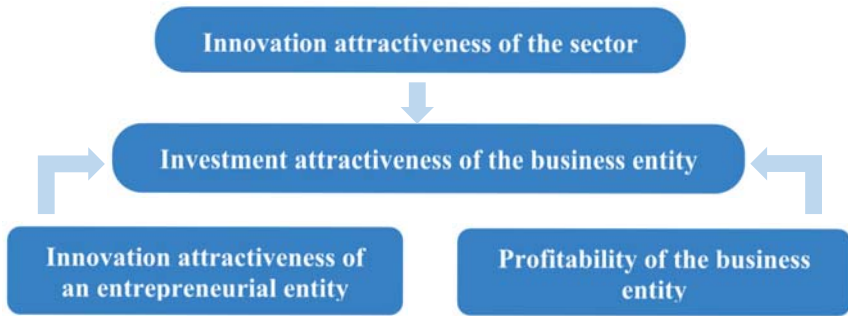 Innovation attractiveness of the sector
Investment attractiveness of the business entity
Innovation attractiveness of
an entrepreneurial entity
Profitability of the business
entity